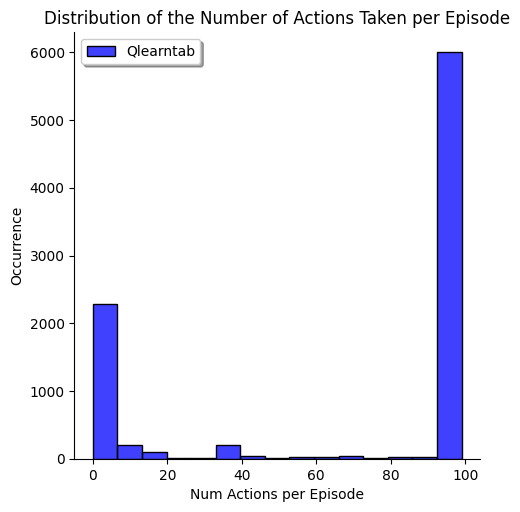 Distribution of the Number of Actions Taken per Episode
Qlearntab
6000
5000
4000
3000
2000
1000
0
Occurrence
0 20 40 60 80 100
Num Actions per Episode